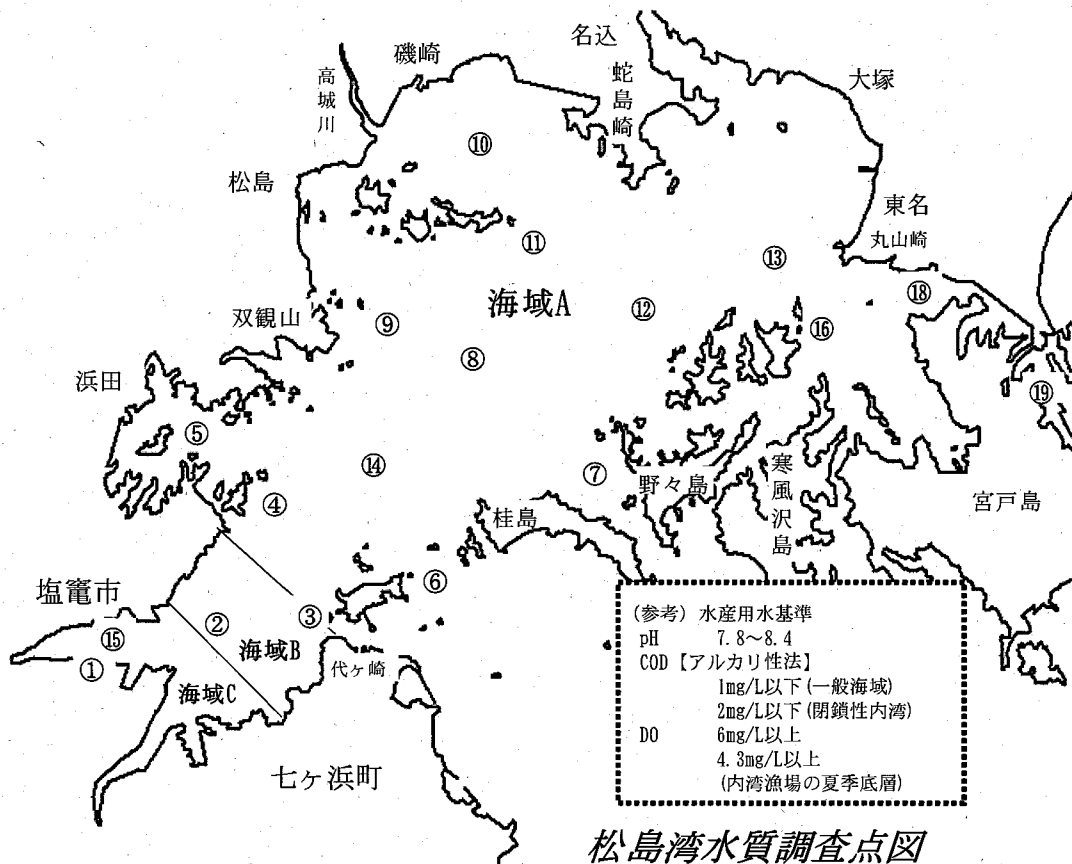 名込
磯崎
大塚
高城川
蛇島崎
⑩
松島
東名
丸山崎
⑪
⑬
⑱
海域A
⑫
⑯
双観山
⑨
⑧
浜田
⑲
⑤
⑭
⑦
野々島
寒風沢島
宮戸島
④
桂島
⑥
塩竈市
②
③
⑮
海域B
①
代ヶ崎
海域C
七ヶ浜町
(参考) 水産用水基準
pH 7.8～8.4
COD【アルカリ性法】
1mg/L以下(一般海域)
2mg/L以下(閉鎖性内湾)
DO 6mg/L以上
4.3mg/L以上
(内湾漁場の夏季底層)
松島湾水質調査点図